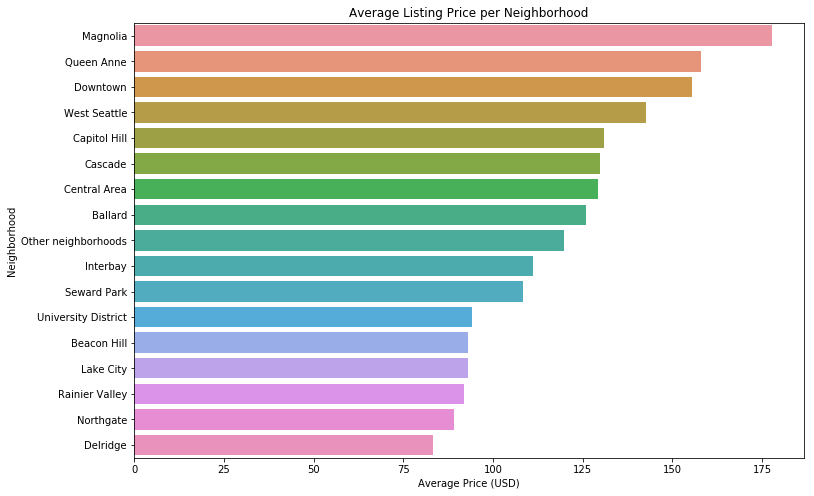 Average Listing Price per Neighborhood
Neighborhood
Magnolia
Queen Anne
Downtown
West Seattle
Capitol Hill
Cascade
Central Area
Ballard
Other neighborhoods
Interbay
Seward Park
University District
Beacon Hill
Lake City
Rainier Valley
Northgate
Delridge
0 25 50 75 100 125 150 175
Average Price (USD)